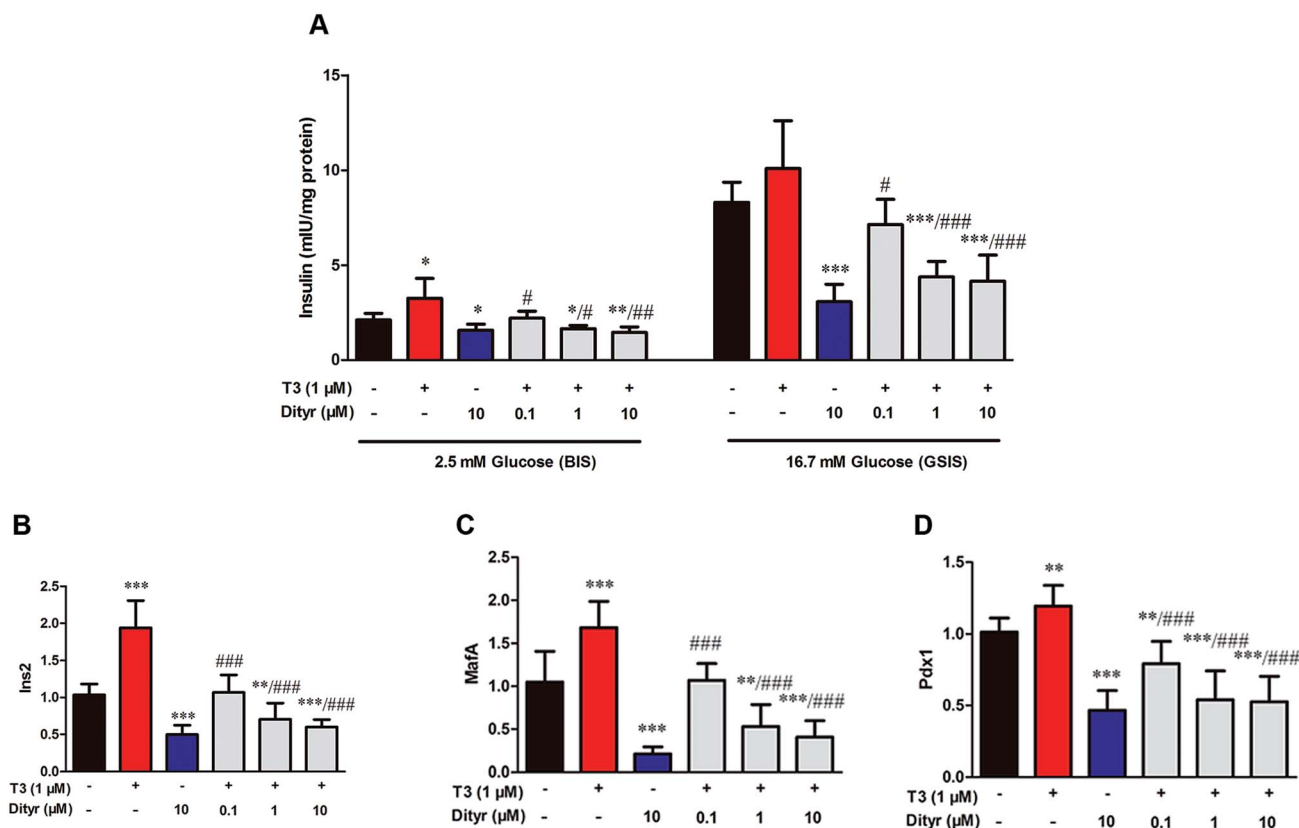 A
Insulin (mIU/mg protein)
15
10
5
0
*
*
#
*/#
**/##
***
#
***/###
***/###
T3 (1 µM) - + - + + + - + - + + +
Dityr (µM) - - 10 0.1 1 10 - - 10 0.1 1 10
2.5 mM Glucose (BIS) 16.7 mM Glucose (GSIS)
B
Ins2
2.5
2.0
1.5
1.0
0.5
0.0
***
***
###
**/###
***/###
T3 (1 µM) - + - + + +
Dityr (µM) - - 10 0.1 1 10
C
MafA
2.5
2.0
1.5
1.0
0.5
0.0
***
***
###
**/###
***/###
T3 (1 µM) - + - + + +
Dityr (µM) - - 10 0.1 1 10
D
Pdx1
1.5
1.0
0.5
0.0
**
***
**/###
***/###
***/###
T3 (1 µM) - + - + + +
Dityr (µM) - - 10 0.1 1 10